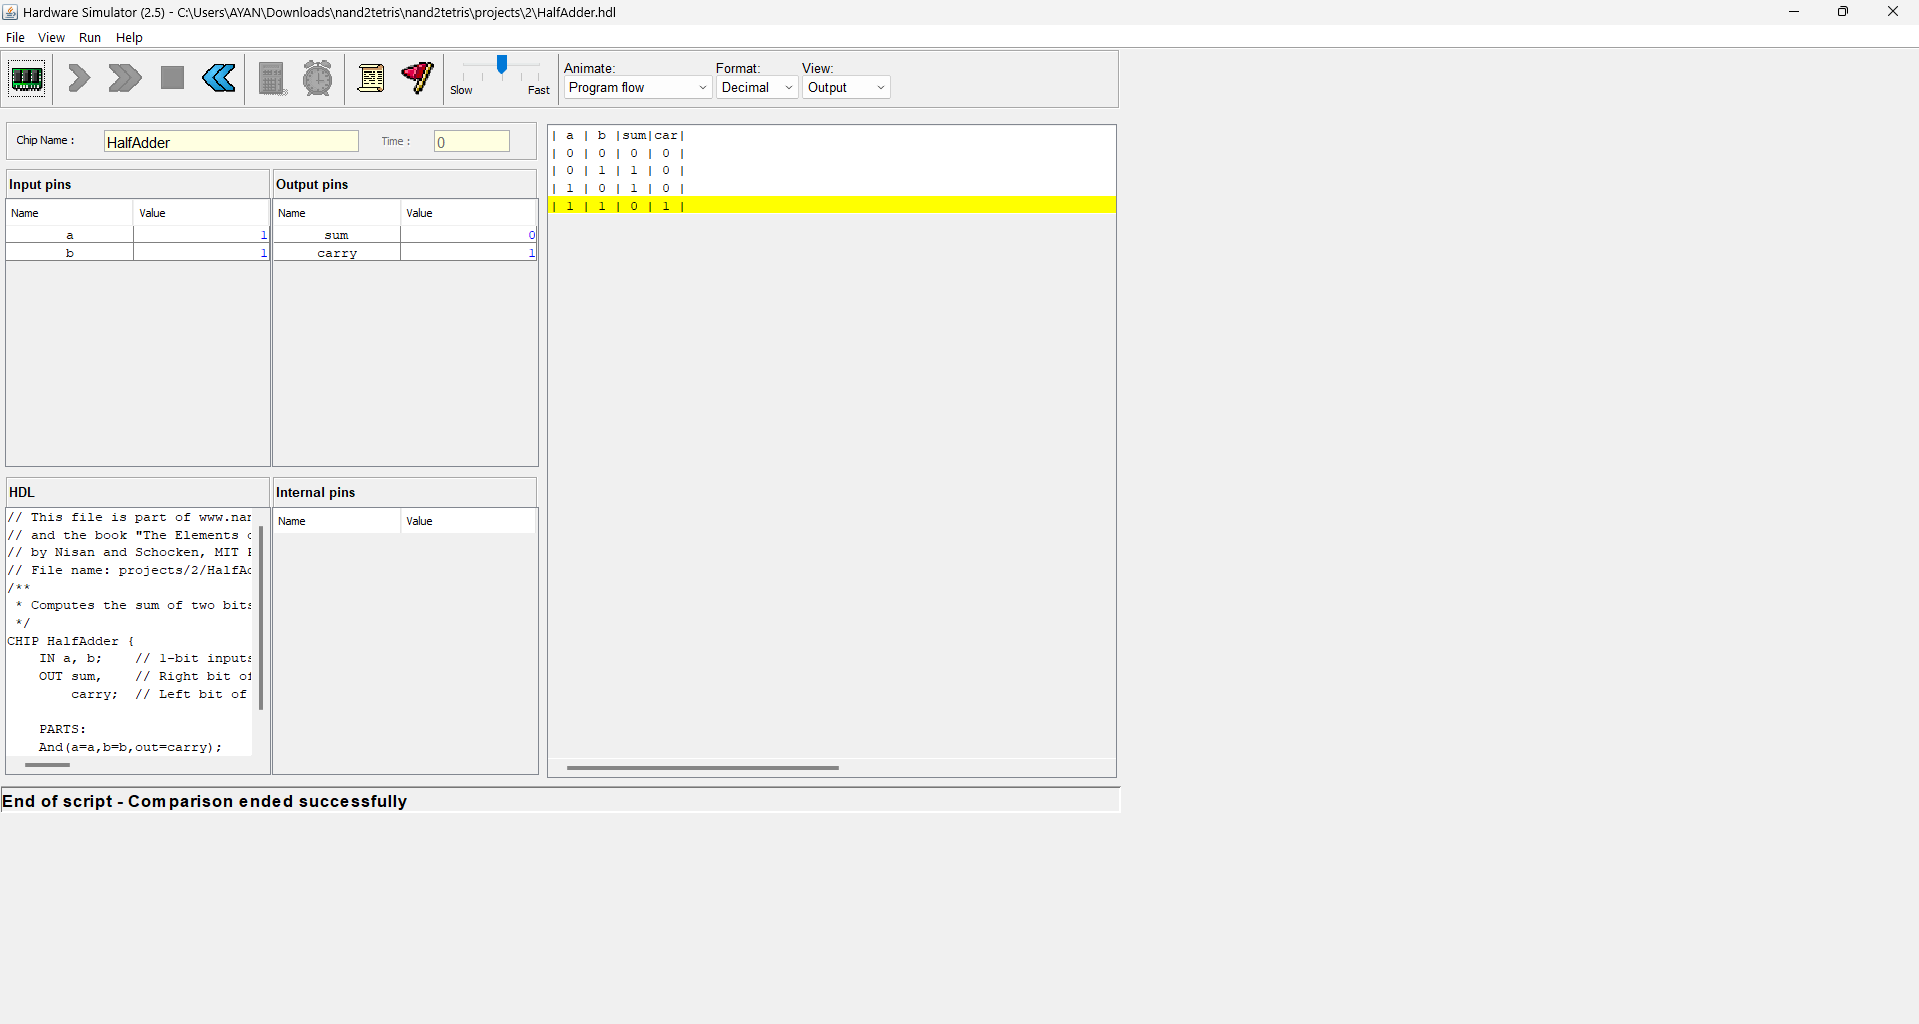 Hardware Simulator (2.5) - C:\Users\AYAN\Downloads\nand2tetris\nand2tetris\projects\2\HalfAdder.hdl
File View Run Help
Slow Fast
Animate: Format: View:
Program flow Decimal Output
Chip Name : HalfAdder Time : 0
Input pins
Name Value
a 1
b 1
Output pins
Name Value
sum 0
carry 1
| a | b |sum|car|
| 0 | 0 | 0 | 0 |
| 0 | 1 | 1 | 0 |
| 1 | 0 | 1 | 0 |
| 1 | 1 | 0 | 1 |
HDL
// This file is part of
// and the book "The Elements
// by Nisan and Schocken, MIT
// File name: projects/2/
/**
* Computes the sum of two
*/
CHIP HalfAdder {
IN a, b; // 1-bit
OUT sum, // Right bit
carry; // Left bit of
PARTS:
And(a=a,b=b,out=carry);
Internal pins
Name Value
End of script - Comparison ended successfully